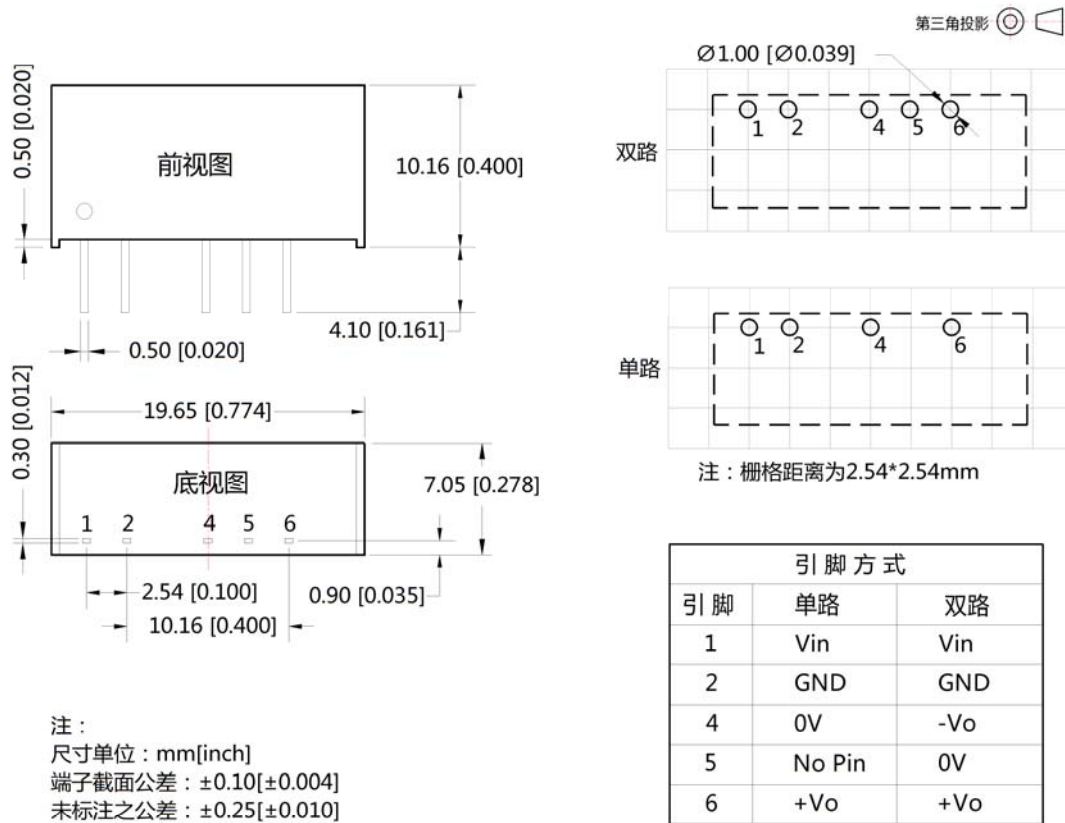 第三角投影
0.50 [0.020]
前视图
10.16 [0.400]
4.10 [0.161]
0.50 [0.020]
0.30 [0.012]
19.65 [0.774]
底视图
7.05 [0.278]
1 2 4 5 6
2.54 [0.100]
0.90 [0.035]
10.16 [0.400]
注：
尺寸单位：mm[inch]
端子截面公差：±0.10[±0.004]
未标注之公差：±0.25[±0.010]
Ø1.00 [Ø0.039]
双路
1 2 4 5 6
单路
1 2 4 6
注：栅格距离为2.54*2.54mm
引脚方式
引脚 单路 双路
1 Vin Vin
2 GND GND
4 0V -Vo
5 No Pin 0V
6 +Vo +Vo